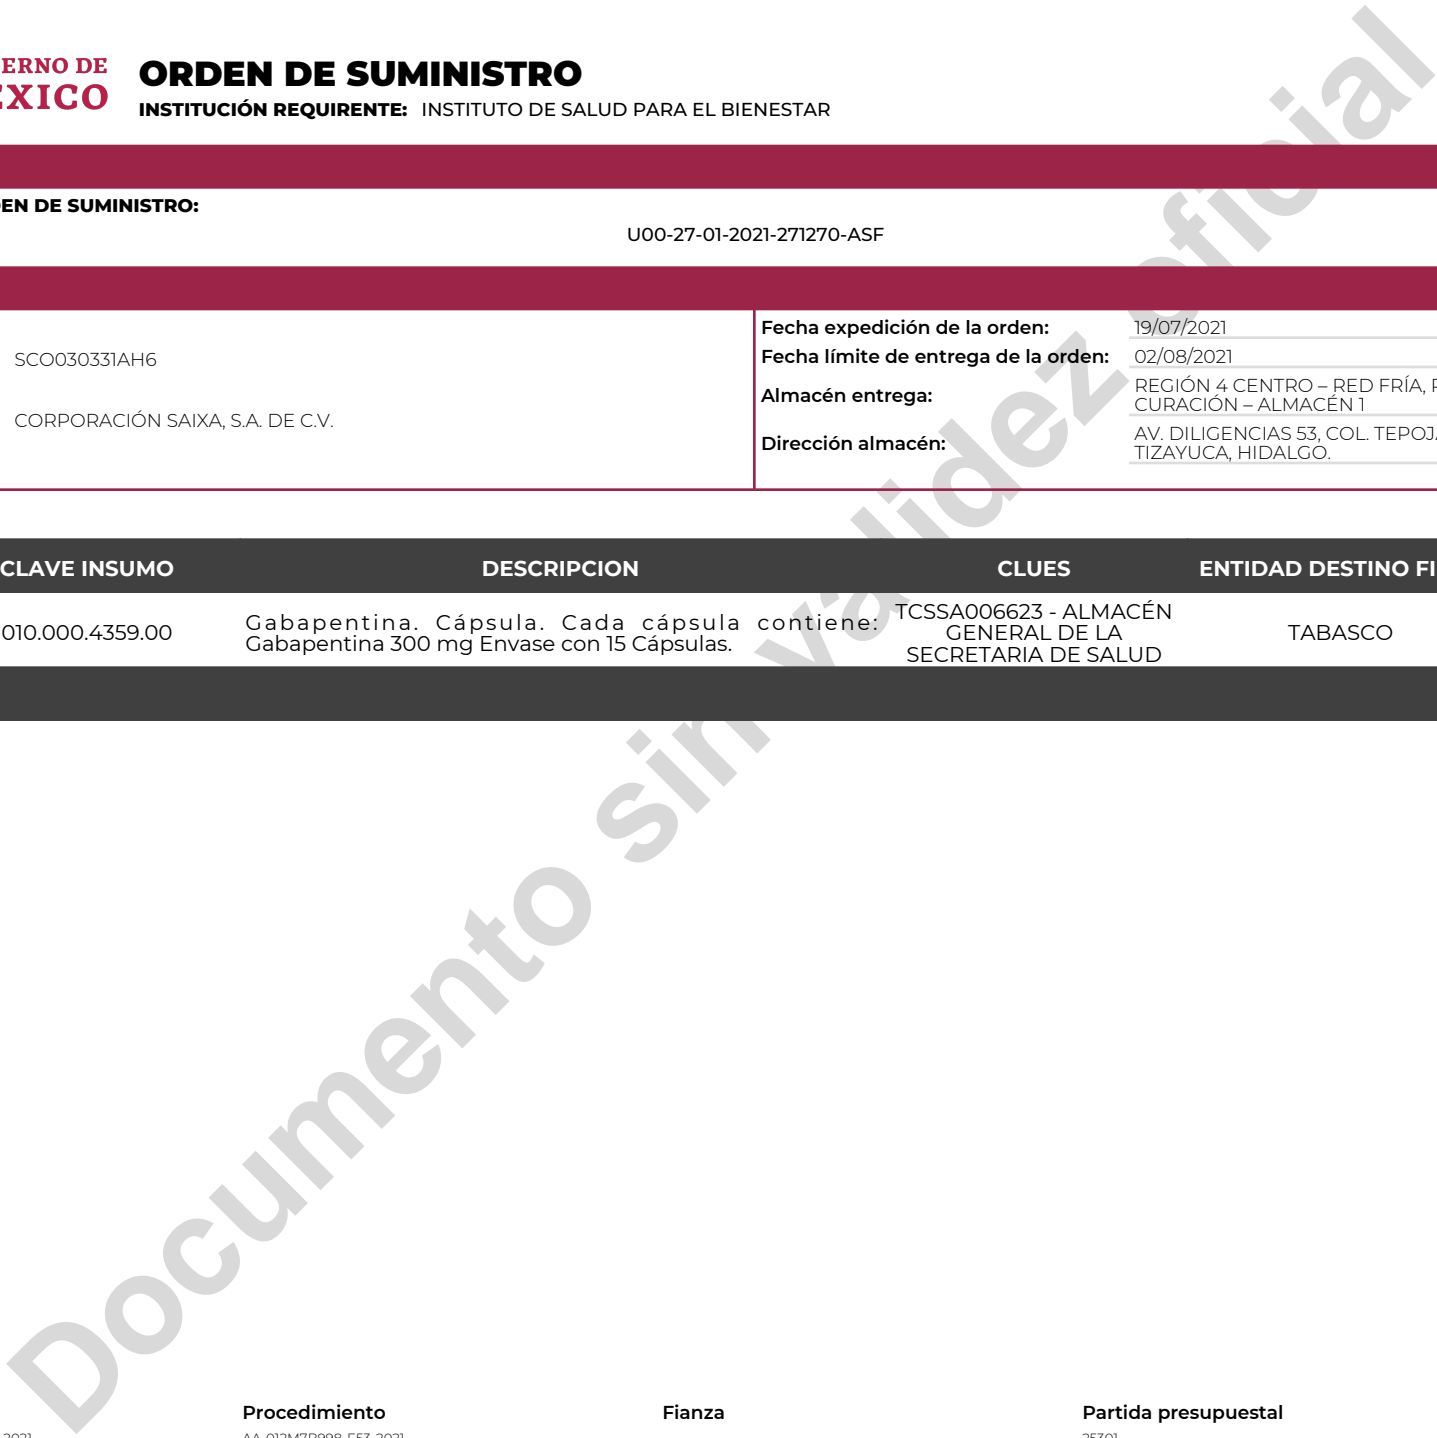 ERNO DE
EXICO
ORDEN DE SUMINISTRO
INSTITUCIÓN REQUIRENTE: INSTITUTO DE SALUD PARA EL BIENESTAR
EN DE SUMINISTRO:
U00-27-01-2021-271270-ASF
SCO030331AH6
CORPORACIÓN SAIXA, S.A. DE C.V.
Fecha expedición de la orden: 19/07/2021
Fecha límite de entrega de la orden: 02/08/2021
Almacén entrega: REGIÓN 4 CENTRO – RED FRÍA,
CURACIÓN – ALMACÉN 1
Dirección almacén: AV. DILIGENCIAS 53, COL. TEPOJA
TIZAYUCA, HIDALGO.
CLAVE INSUMO DESCRIPCION CLUES ENTIDAD DESTINO FI
010.000.4359.00 Gabapentina. Cápsula. Cada cápsula contiene: TCSSA006623 - ALMACÉN TABASCO
Gabapentina 300 mg Envase con 15 Cápsulas. GENERAL DE LA
SECRETARIA DE SALUD
Documento sin validez oficial
Procedimiento Fianza Partida presupuestal